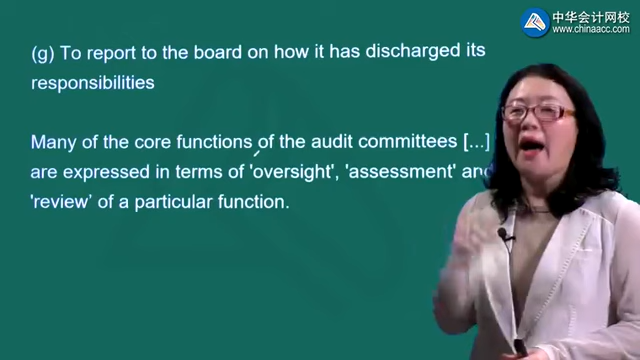 中华会计网校
www.chinaacc.com
(g) To report to the board on how it has discharged its
responsibilities
Many of the core functions of the audit committees [...]
are expressed in terms of 'oversight', 'assessment' and
'review' of a particular function.